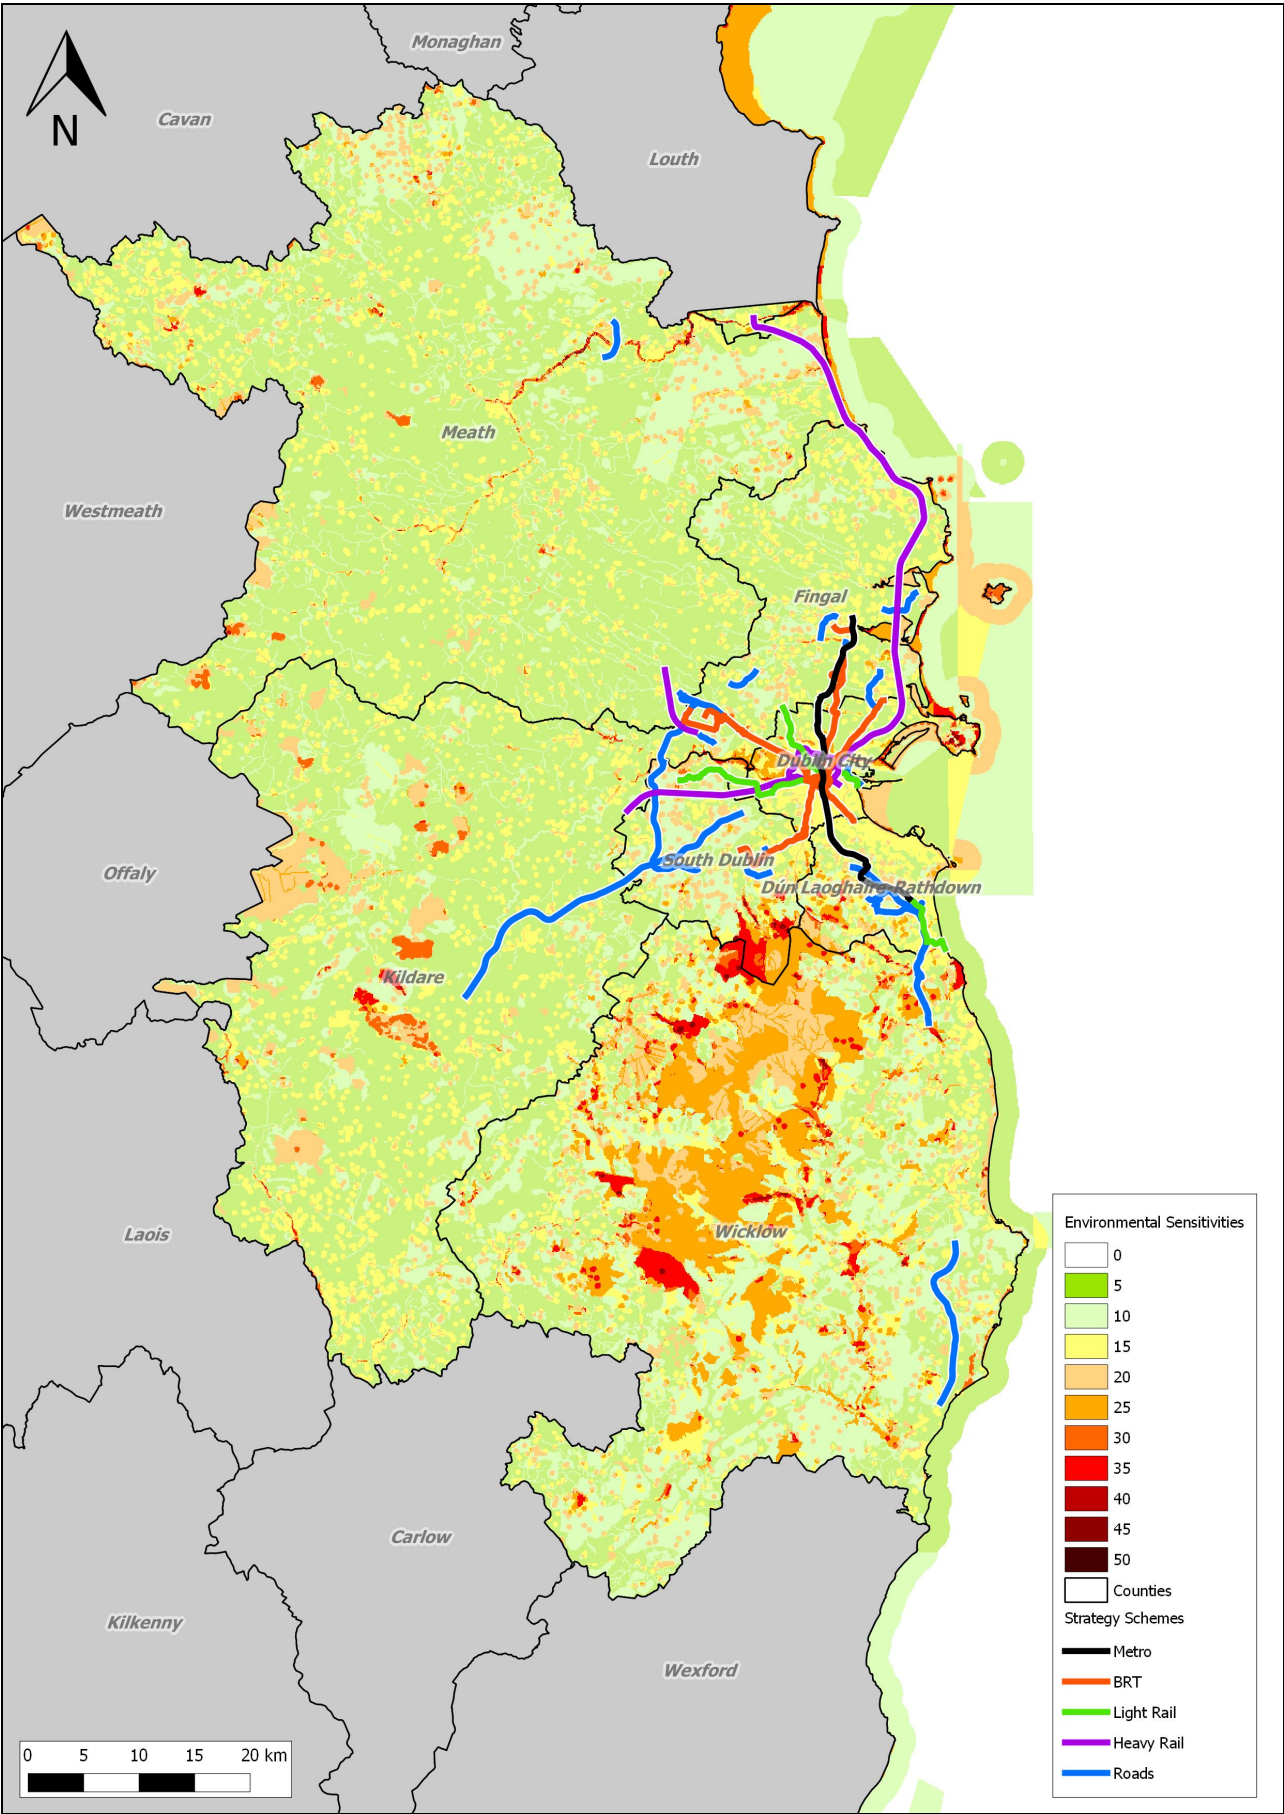 Monaghan
N
Cavan
Louth
Meath
Westmeath
Fingal
Dublin City
South Dublin
Offaly
Dún Laoghaire-Rathdown
Kildare
Laois
Wicklow
Carlow
Kilkenny
Wexford
Environmental Sensitivities
0
5
10
15
20
25
30
35
40
45
50
Counties
Strategy Schemes
Metro
BRT
Light Rail
Heavy Rail
Roads
0 5 10 15 20 km